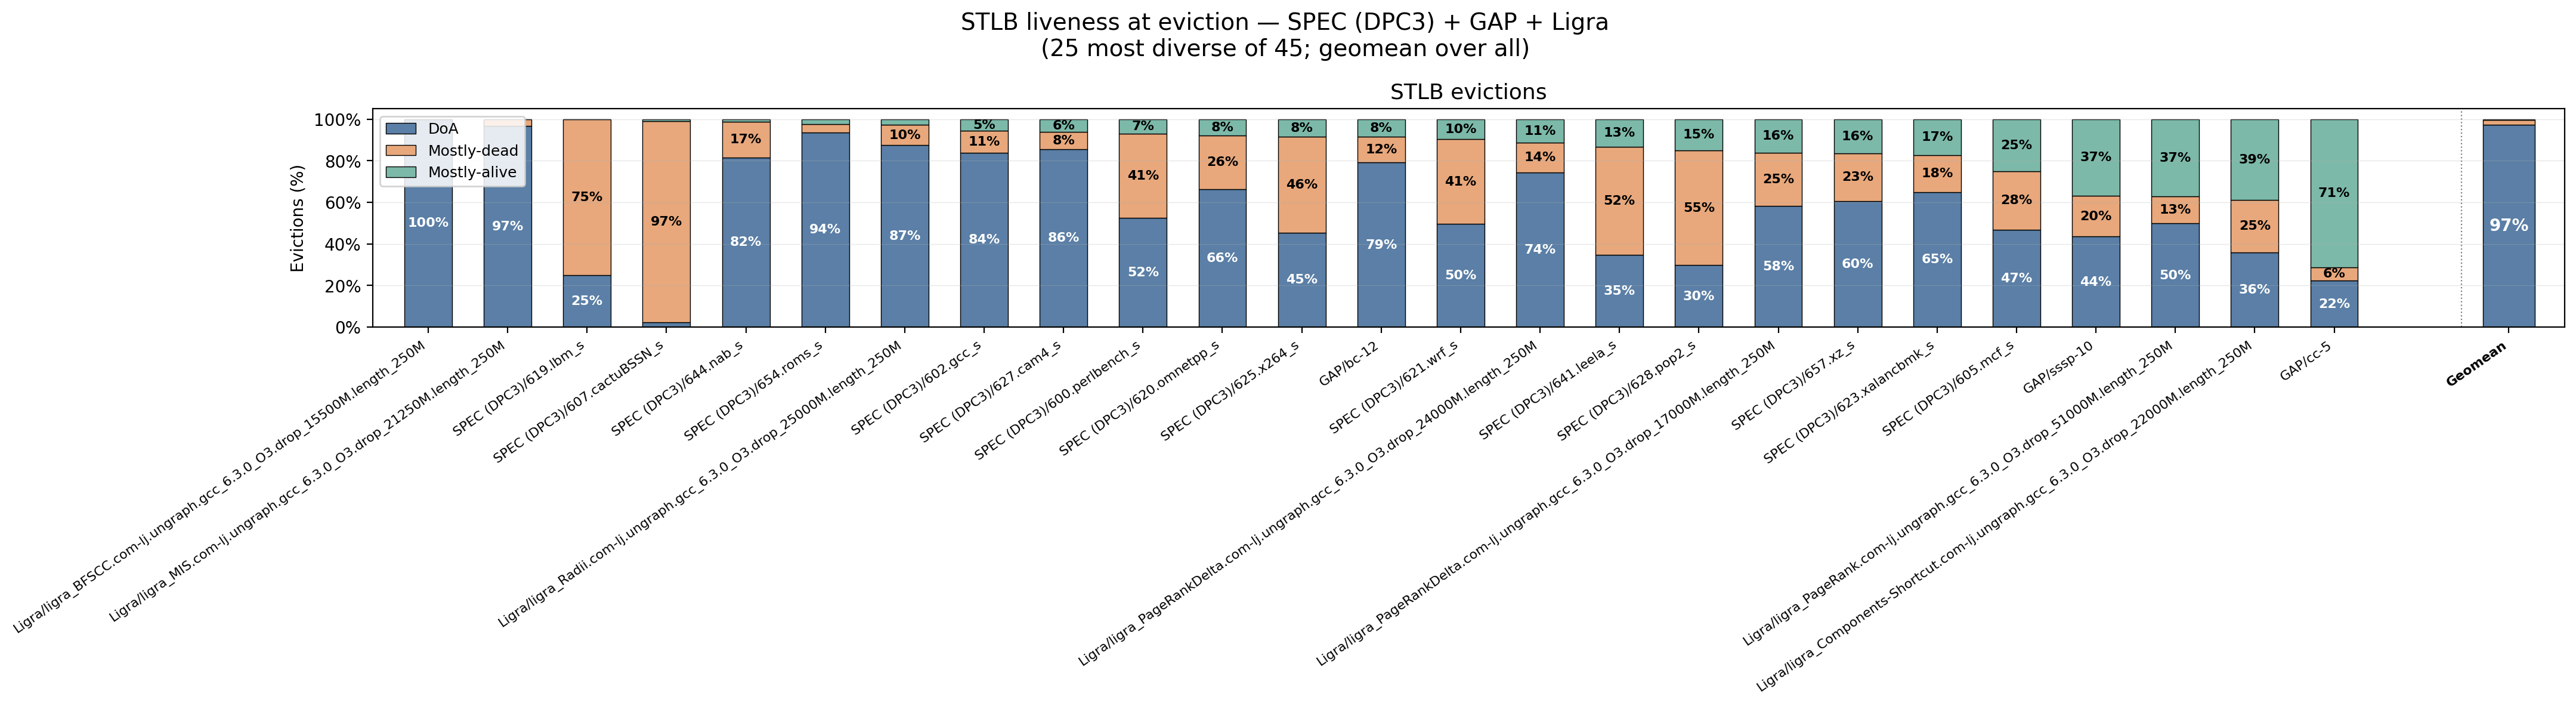 STLB liveness at eviction — SPEC (DPC3) + GAP + Ligra
(25 most diverse of 45; geomean over all)
STLB evictions
Evictions (%)
100%
80%
60%
40%
20%
0%
DoA
Mostly-dead
Mostly-alive
100%
97%
75%
25%
97%
17%
82%
94%
10%
87%
5%
11%
84%
6%
8%
86%
7%
41%
52%
8%
26%
66%
8%
46%
45%
8%
12%
79%
10%
41%
50%
11%
14%
74%
13%
52%
35%
15%
55%
30%
16%
25%
58%
16%
23%
60%
17%
18%
65%
25%
28%
47%
37%
20%
44%
37%
13%
50%
39%
25%
36%
71%
6%
22%
97%
Ligra/ligra_BFSCC.com-lj.ungraph.gcc_6.3.0_O3.drop_15500M.length_250M
Ligra/ligra_MIS.com-lj.ungraph.gcc_6.3.0_O3.drop_21250M.length_250M
SPEC (DPC3)/619.lbm_s
SPEC (DPC3)/607.cactuBSSN_s
SPEC (DPC3)/644.nab_s
SPEC (DPC3)/654.roms_s
Ligra/ligra_Radii.com-lj.ungraph.gcc_6.3.0_O3.drop_25000M.length_250M
SPEC (DPC3)/602.gcc_s
SPEC (DPC3)/627.cam4_s
SPEC (DPC3)/600.perlbench_s
SPEC (DPC3)/620.omnetpp_s
SPEC (DPC3)/625.x264_s
GAP/bc-12
SPEC (DPC3)/621.wrf_s
Ligra/ligra_PageRankDelta.com-lj.ungraph.gcc_6.3.0_O3.drop_24000M.length_250M
SPEC (DPC3)/641.leela_s
SPEC (DPC3)/628.pop2_s
Ligra/ligra_PageRankDelta.com-lj.ungraph.gcc_6.3.0_O3.drop_17000M.length_250M
SPEC (DPC3)/657.xz_s
SPEC (DPC3)/623.xalancbmk_s
SPEC (DPC3)/605.mcf_s
GAP/sssp-10
Ligra/ligra_PageRank.com-lj.ungraph.gcc_6.3.0_O3.drop_51000M.length_250M
Ligra/ligra_Components-Shortcut.com-lj.ungraph.gcc_6.3.0_O3.drop_22000M.length_250M
GAP/cc-5
Geomean